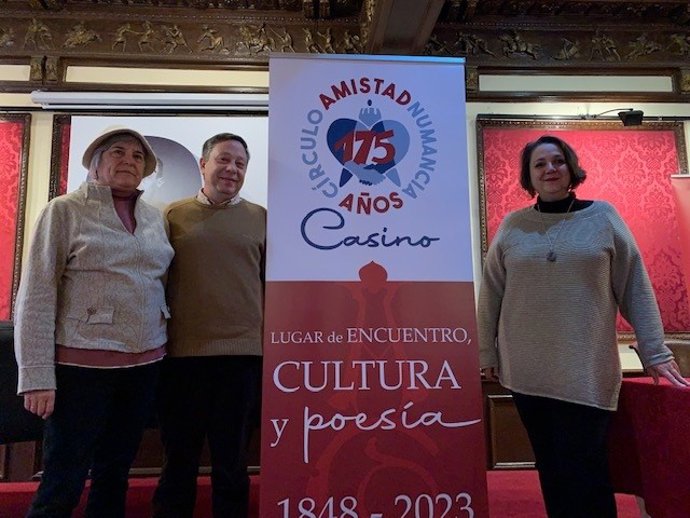 CÍRCULO AMISTAD NUMANCIA
175
AÑOS
Casino
LUGAR de ENCUENTRO,
CULTURA
y poesía
1848 - 2023